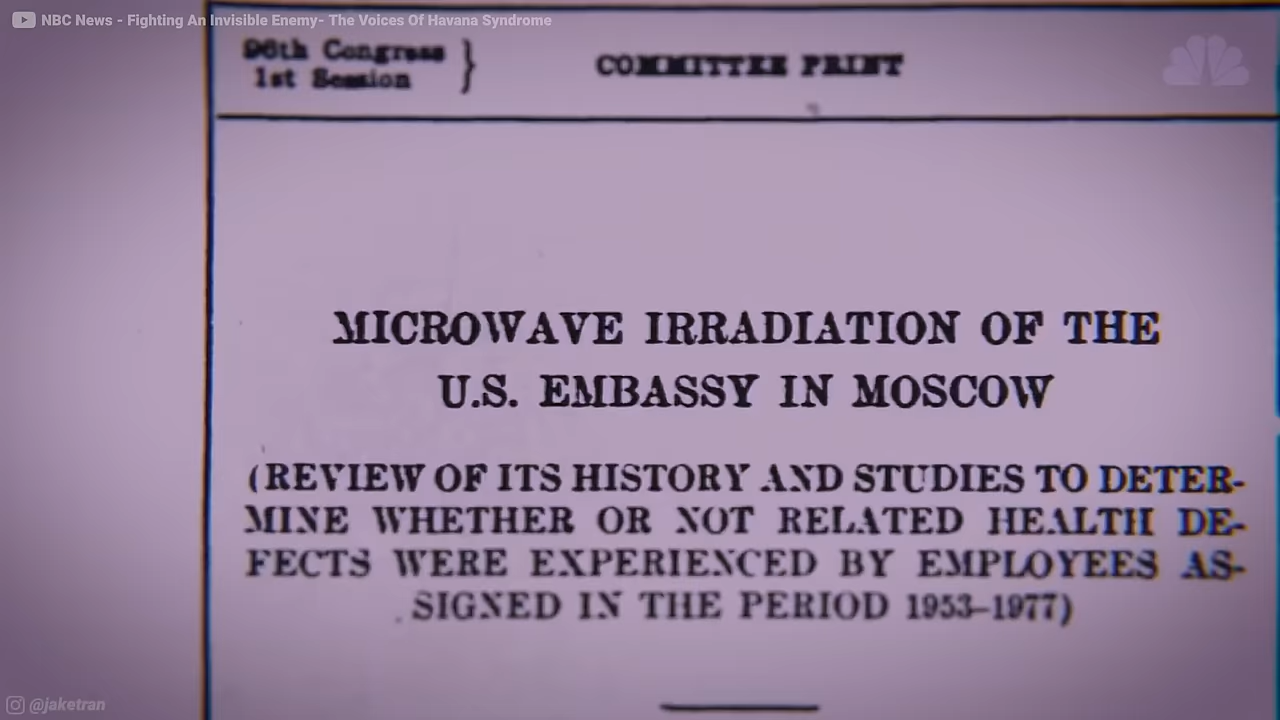 NBC News - Fighting An Invisible Enemy- The Voices Of Havana Syndrome
96th Congress
1st Session
COMMITTEE PRINT
MICROWAVE IRRADIATION OF THE
U.S. EMBASSY IN MOSCOW
(REVIEW OF ITS HISTORY AND STUDIES TO DETER-
MINE WHETHER OR NOT RELATED HEALTH DE-
FECTS WERE EXPERIENCED BY EMPLOYEES AS-
SIGNED IN THE PERIOD 1953–1977)
@jaketran